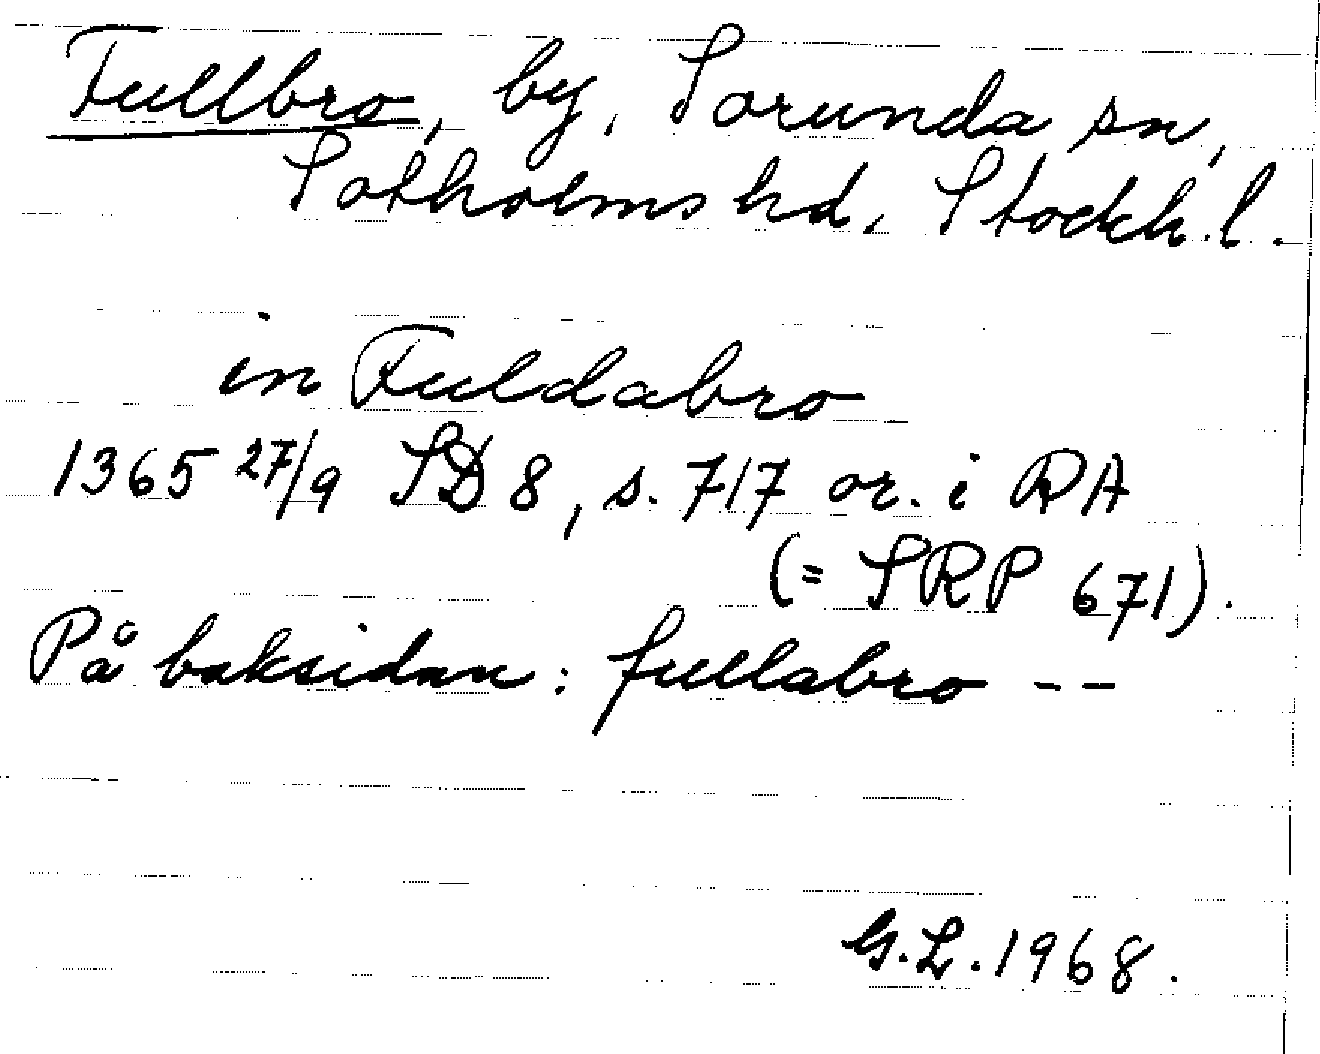 Fullbro, by, Sorunda sn,
Sotholms hd, Stockh. l.
in Fuldabro
1365 27/9 SD 8, s. 717 or. i RA
(= SRP 671).
På baksidan: fullabro --
G.L. 1968.